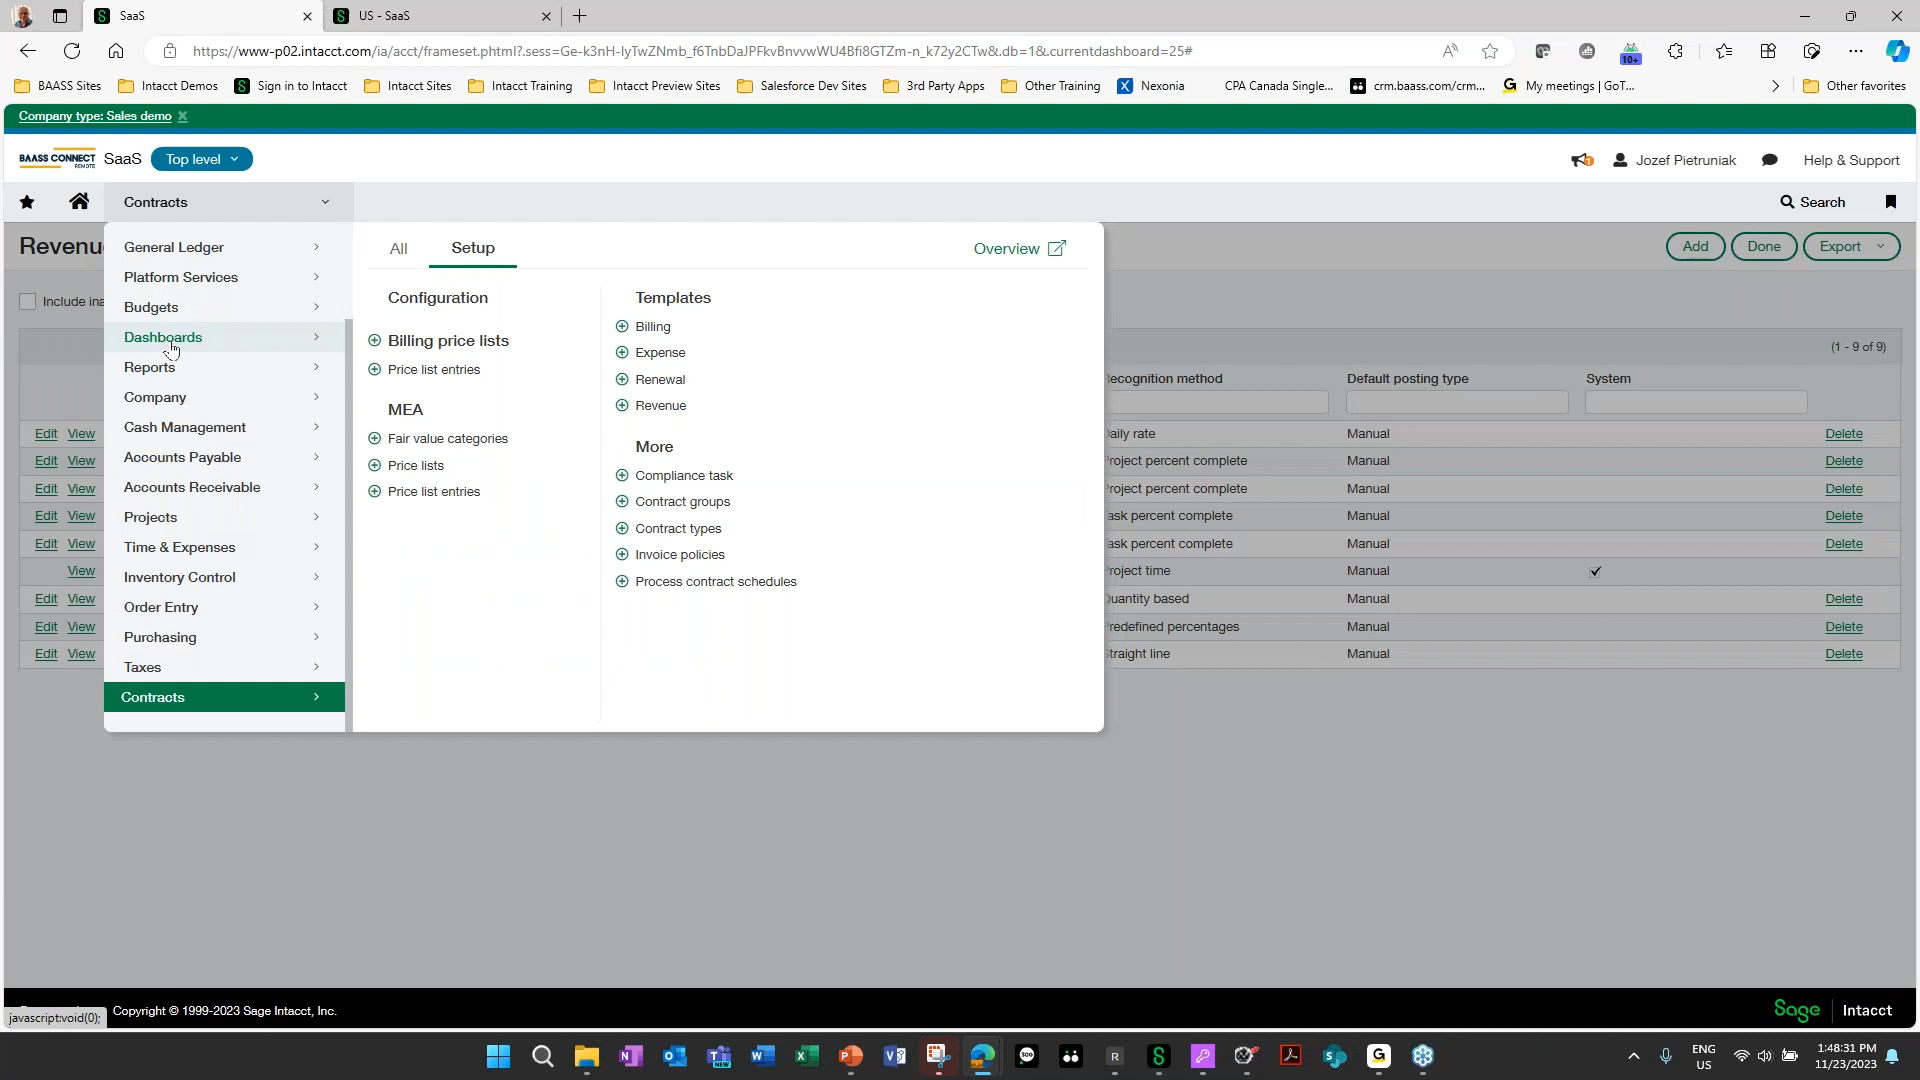 SaaS
US - SaaS
https://www-p02.intacct.com/ia/acct/frameset.phtml?.sess=Ge-k3nH-IyTwZNmb_f6TnbDaJPFkvBnvvwWU4Bfi8GTZm-n_k72y2CTw&.db=1&.currentdashboard=25#
10+
BAASS Sites
Intacct Demos
Sign in to Intacct
Intacct Sites
Intacct Training
Intacct Preview Sites
Salesforce Dev Sites
3rd Party Apps
Other Training
Nexonia
CPA Canada Single...
crm.baass.com/crm...
My meetings | GoT...
Other favorites
Company type: Sales demo
BAASS CONNECT
REMOTE
SaaS
Top level
Jozef Pietruniak
Help & Support
Contracts
Search
Revenu
Add
Done
Export
Include ina
General Ledger
Platform Services
Budgets
Dashboards
Reports
Company
Cash Management
Accounts Payable
Accounts Receivable
Projects
Time & Expenses
Inventory Control
Order Entry
Purchasing
Taxes
Contracts
All
Setup
Overview
Configuration
Billing price lists
Price list entries
MEA
Fair value categories
Price lists
Price list entries
Templates
Billing
Expense
Renewal
Revenue
More
Compliance task
Contract groups
Contract types
Invoice policies
Process contract schedules
(1 - 9 of 9)
ecognition method
Default posting type
System
Edit View aily rate Manual Delete
Edit View roject percent complete Manual Delete
Edit View roject percent complete Manual Delete
Edit View ask percent complete Manual Delete
Edit View ask percent complete Manual Delete
View roject time Manual
Edit View uantity based Manual Delete
Edit View redefined percentages Manual Delete
Edit View traight line Manual Delete
javascript:void(0);
Copyright © 1999-2023 Sage Intacct, Inc.
Sage
Intacct
ENG
US
1:48:31 PM
11/23/2023